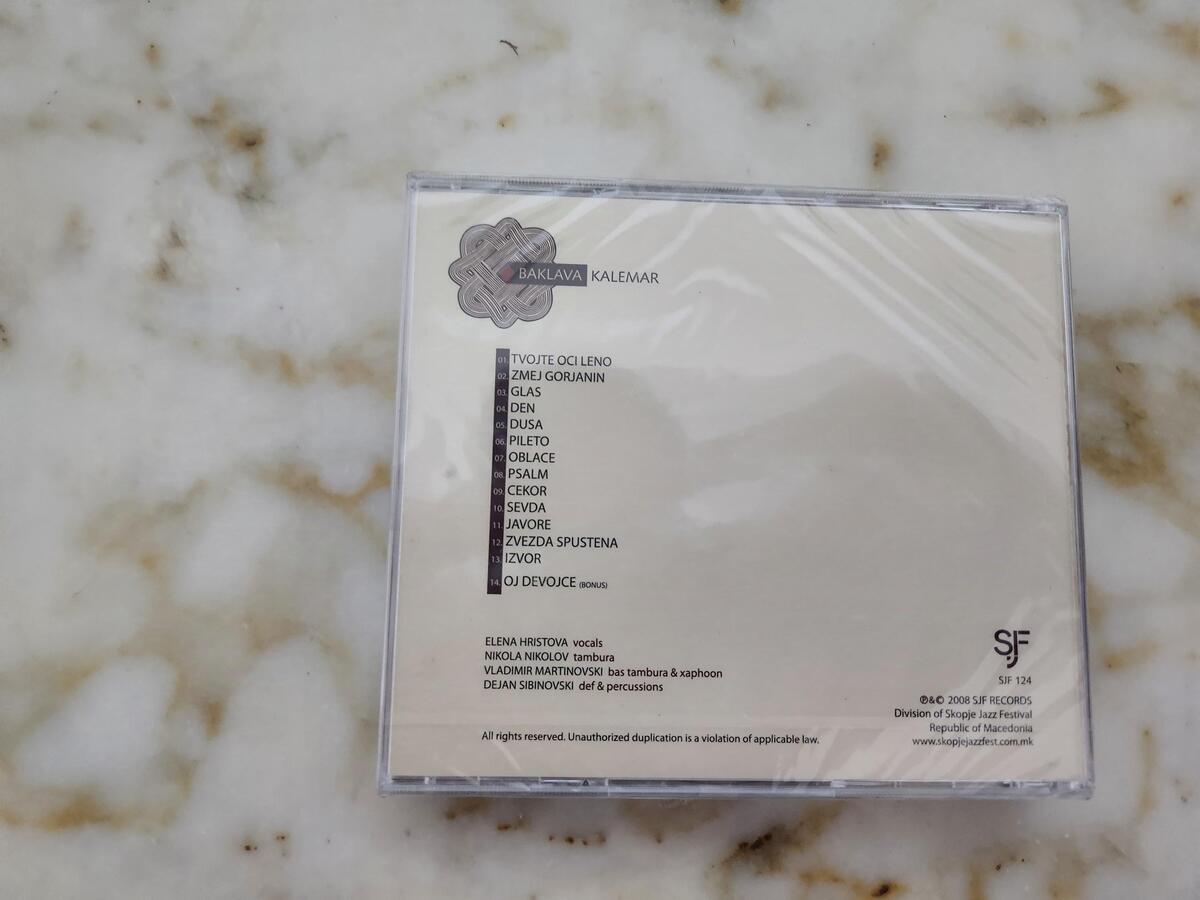 BAKLAVA KALEMAR
01. TVOJTE OCI LENO
02. ZMEJ GORJANIN
03. GLAS
04. DEN
05. DUSA
06. PILETO
07. OBLACE
08. PSALM
09. CEKOR
10. SEVDA
11. JAVORE
12. ZVEZDA SPUSTENA
13. IZVOR
14. OJ DEVOJCE (BONUS)
ELENA HRISTOVA vocals
NIKOLA NIKOLOV tambura
VLADIMIR MARTINOVSKI bas tambura & xaphoon
DEJAN SIBINOVSKI def & percussions
All rights reserved. Unauthorized duplication is a violation of applicable law.
SJF
SJF 124
℗&© 2008 SJF RECORDS
Division of Skopje Jazz Festival
Republic of Macedonia
www.skopjejazzfest.com.mk